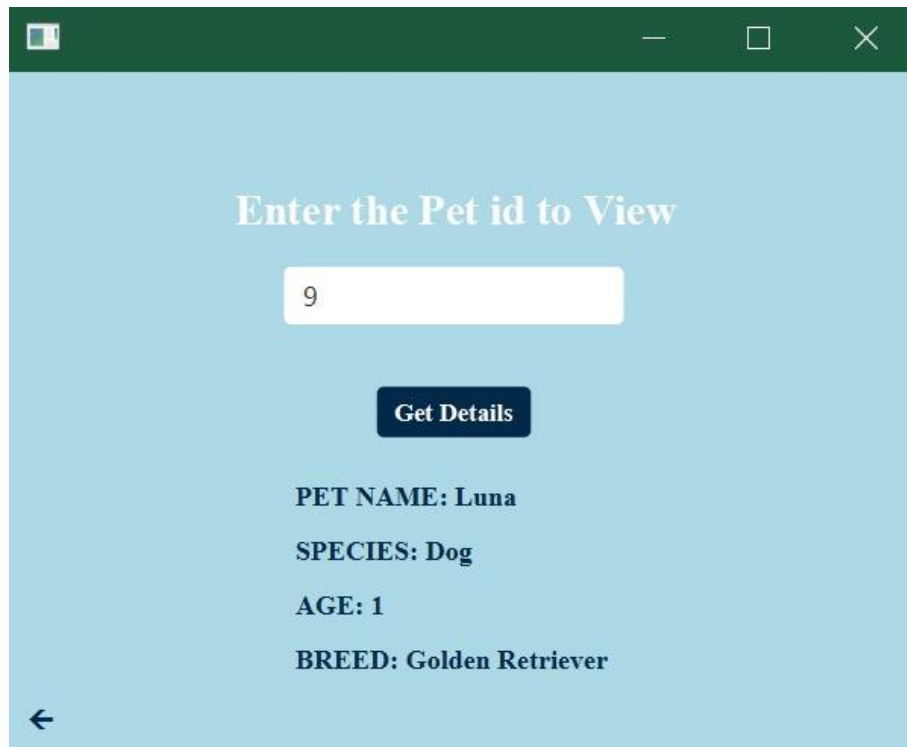 Enter the Pet id to View
9
Get Details
PET NAME: Luna
SPECIES: Dog
AGE: 1
BREED: Golden Retriever